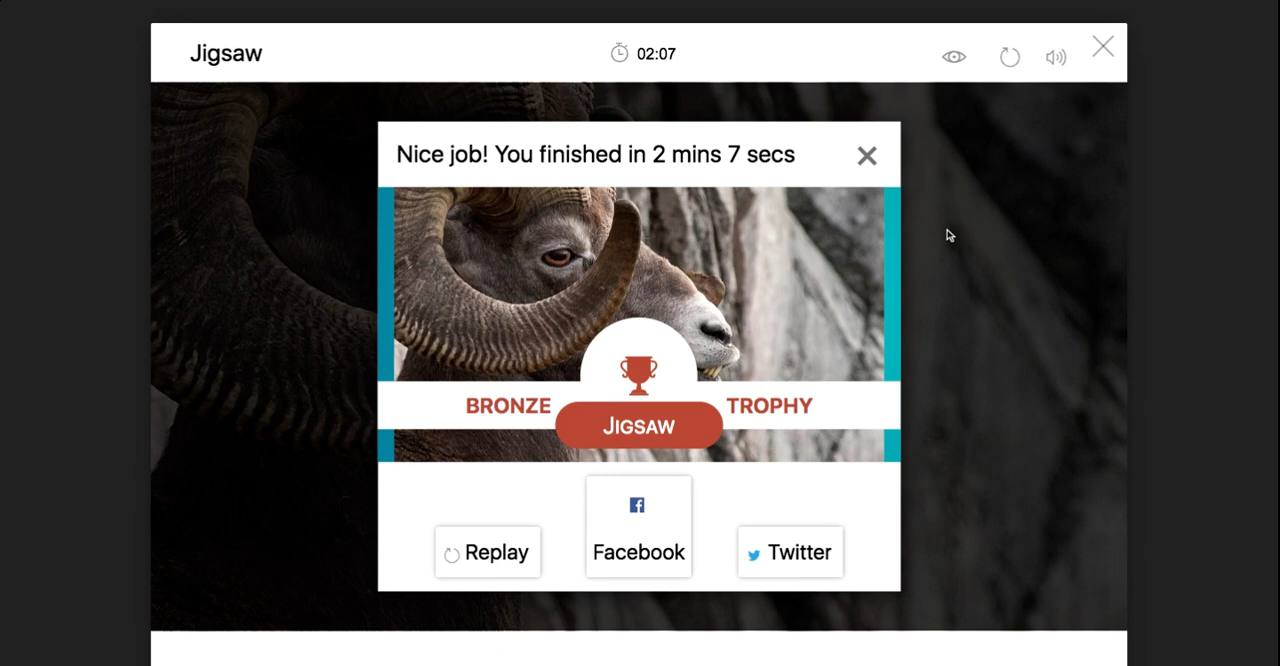 Jigsaw
02:07
Nice job! You finished in 2 mins 7 secs
BRONZE
TROPHY
JIGSAW
Replay
Facebook
Twitter